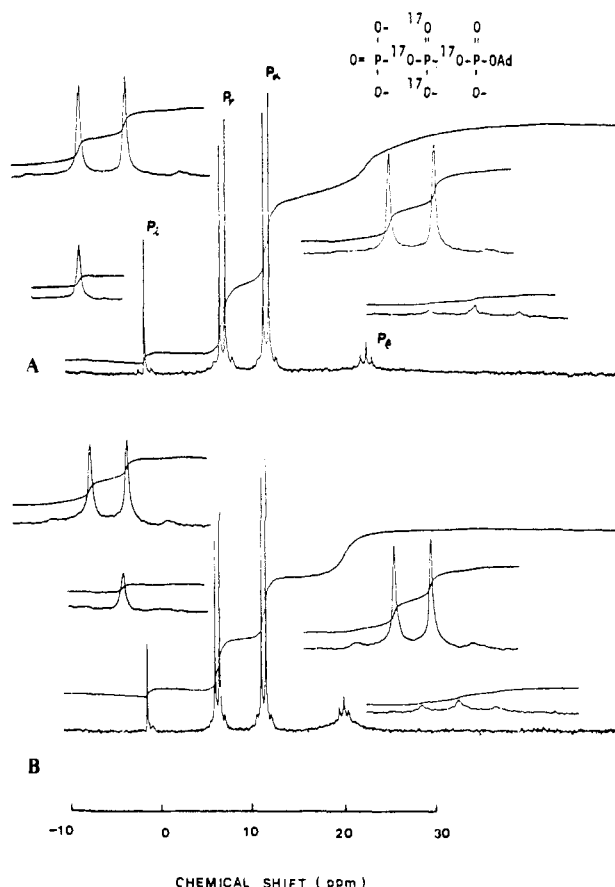 O- 17O O
O= P- 17O-P- 17O-P-OAd
O- 17O- O-
Pα
Pγ
Pi
Pβ
A
B
-10 0 10 20 30
CHEMICAL SHIFT (ppm)